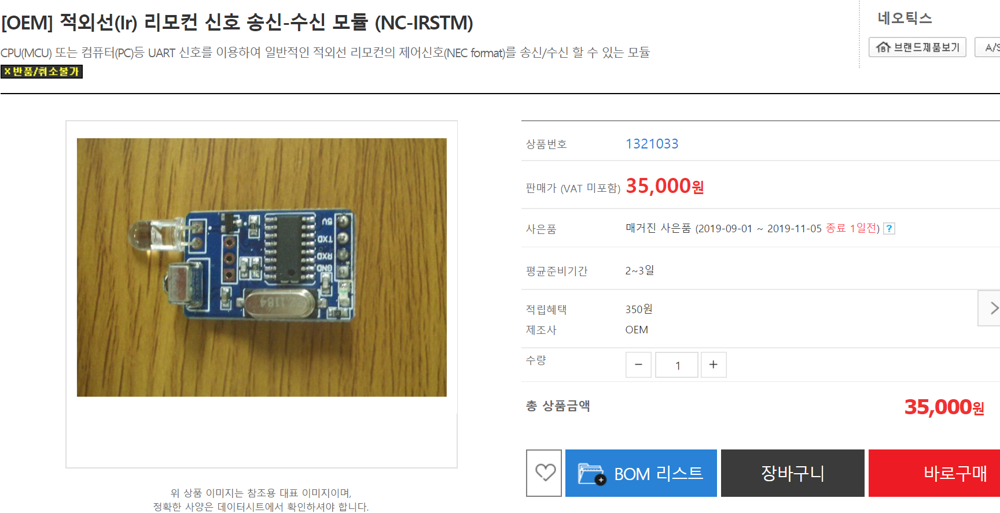 [OEM] 적외선(Ir) 리모컨 신호 송신-수신 모듈 (NC-IRSTM)
네오틱스
CPU(MCU) 또는 컴퓨터(PC)등 UART 신호를 이용하여 일반적인 적외선 리모컨의 제어신호(NEC format)를 송신/수신 할 수 있는 모듈
브랜드제품보기
A/S
X 반품/취소불가
상품번호 1321033
판매가 (VAT 미포함) 35,000원
사은품 매거진 사은품 (2019-09-01 ~ 2019-11-05 종료 1일전) ?
평균준비기간 2~3일
적립혜택 350원
제조사 OEM
수량 − 1 +
총 상품금액 35,000원
BOM 리스트 장바구니 바로구매
5V
TXD
RXD
GND
위 상품 이미지는 참조용 대표 이미지이며,
정확한 사양은 데이터시트에서 확인하셔야 합니다.